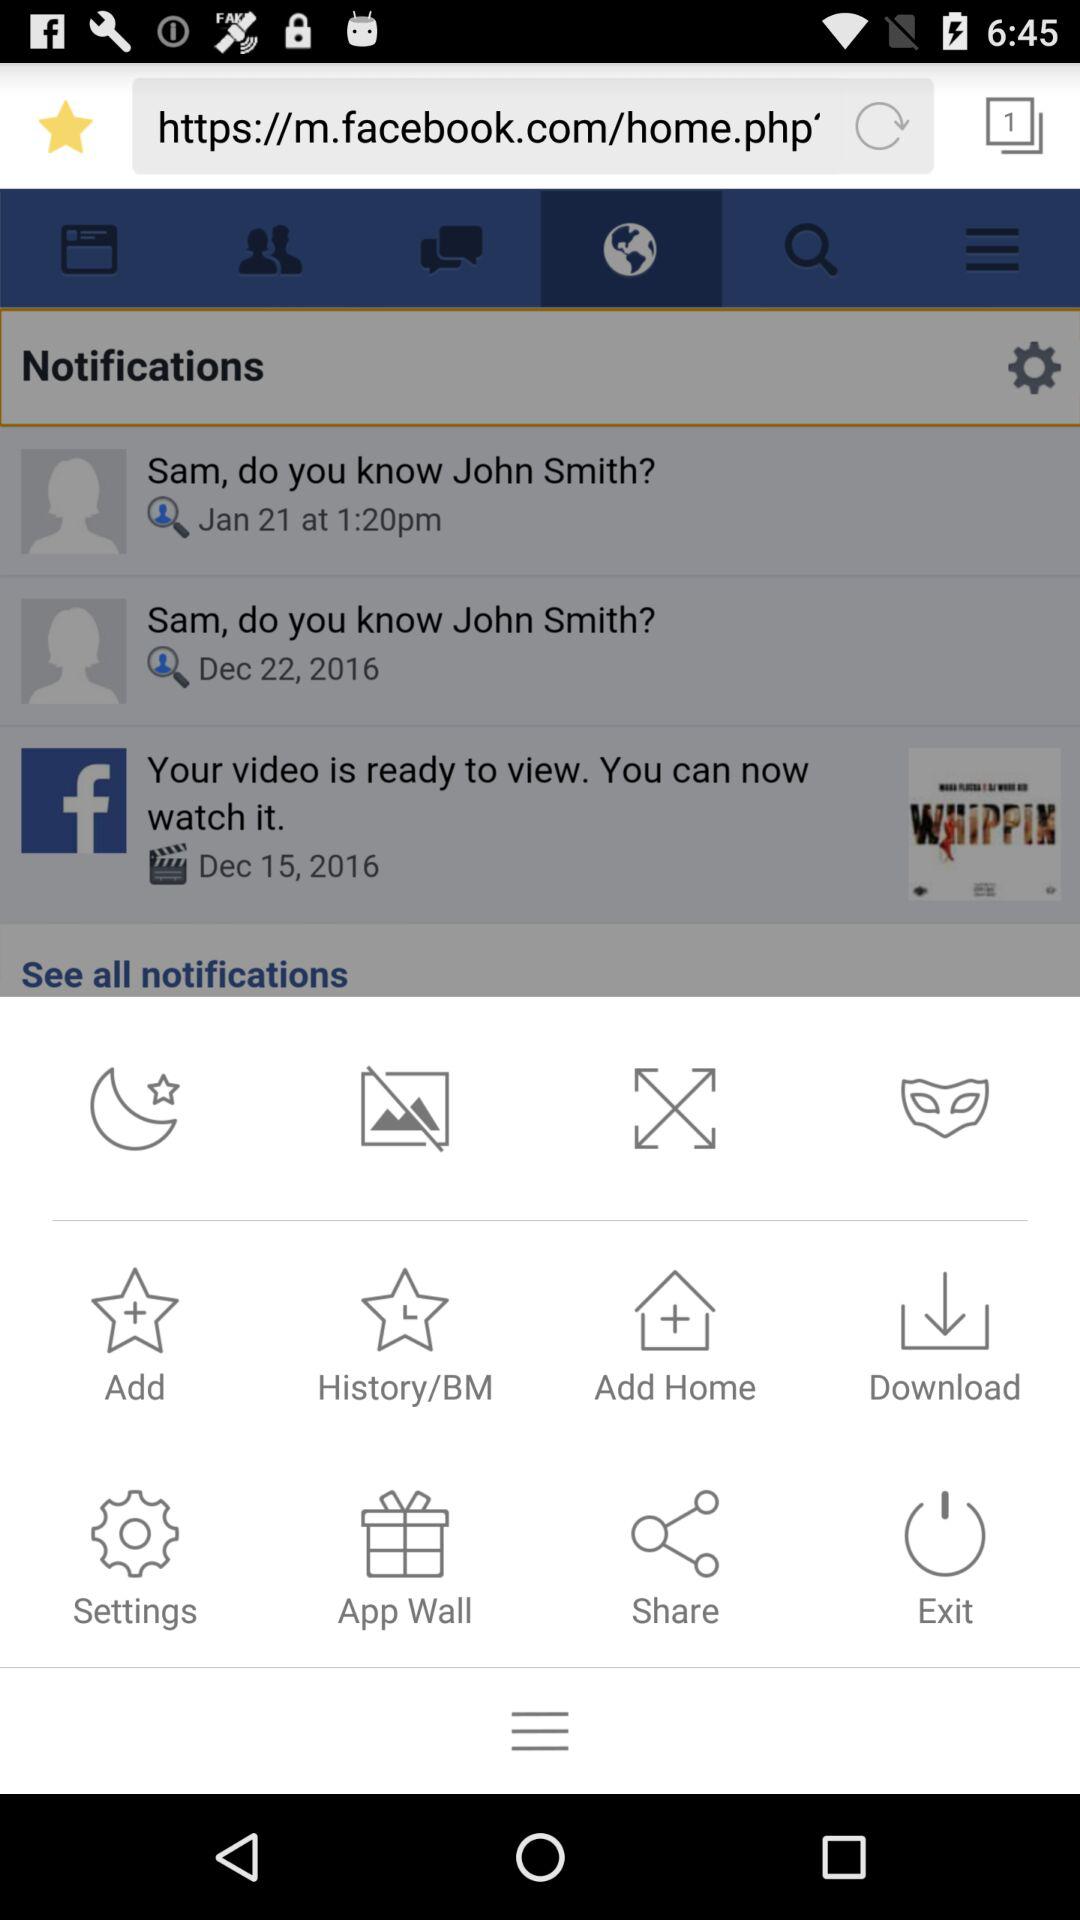 FAKE
6:45
https://m.facebook.com/home.php?
1
Notifications
Sam, do you know John Smith?
Jan 21 at 1:20pm
Sam, do you know John Smith?
Dec 22, 2016
Your video is ready to view. You can now
watch it.
WHIPPIN
Dec 15, 2016
See all notifications
Add
History/BM
Add Home
Download
Settings
App Wall
Share
Exit